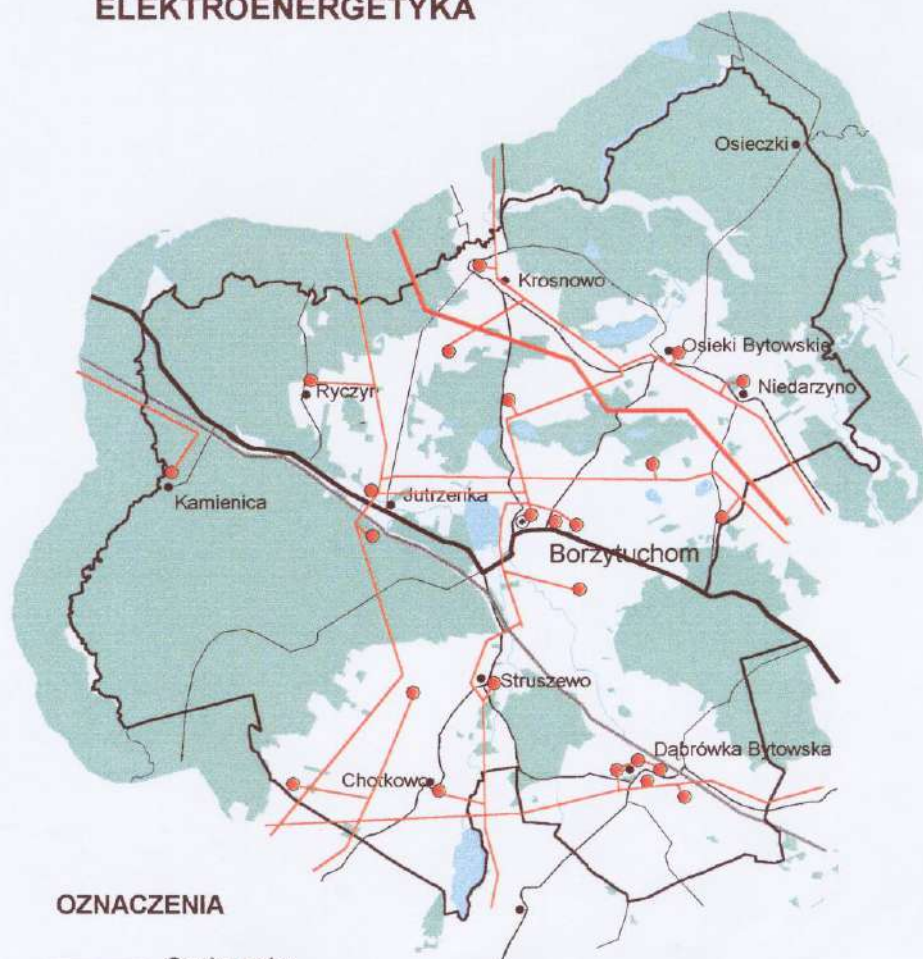 ELEKTROENERGETYKA
Osieczki
Krosnowo
Osieki Bytowskie
Ryczyn
Niedarzyno
Kamienica
Jutrzenka
Borzytuchom
Struszewo
Dąbrówka Bytowska
Chotkowo
OZNACZENIA